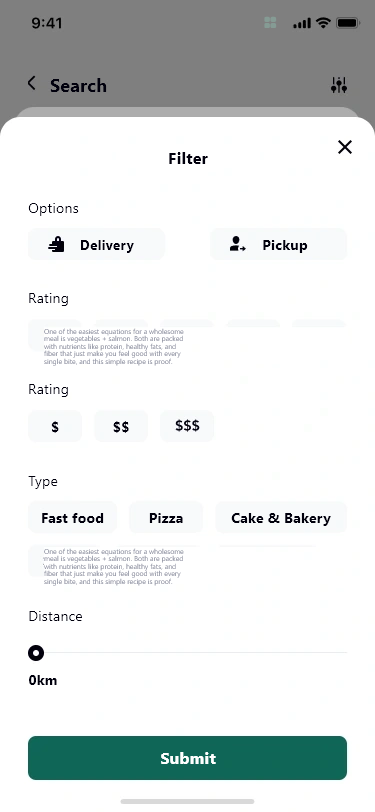 9:41
Search
Filter
Options
Delivery
Pickup
Rating
One of the easiest equations for a wholesome
meal is vegetables + salmon. Both are packed
with nutrients like protein, healthy fats, and
fiber that just make you feel good with every
single bite, and this simple recipe is proof.
Rating
$
$$
$$$
Type
Fast food
Pizza
Cake & Bakery
One of the easiest equations for a wholesome
meal is vegetables + salmon. Both are packed
with nutrients like protein, healthy fats, and
fiber that just make you feel good with every
single bite, and this simple recipe is proof.
Distance
0km
Submit